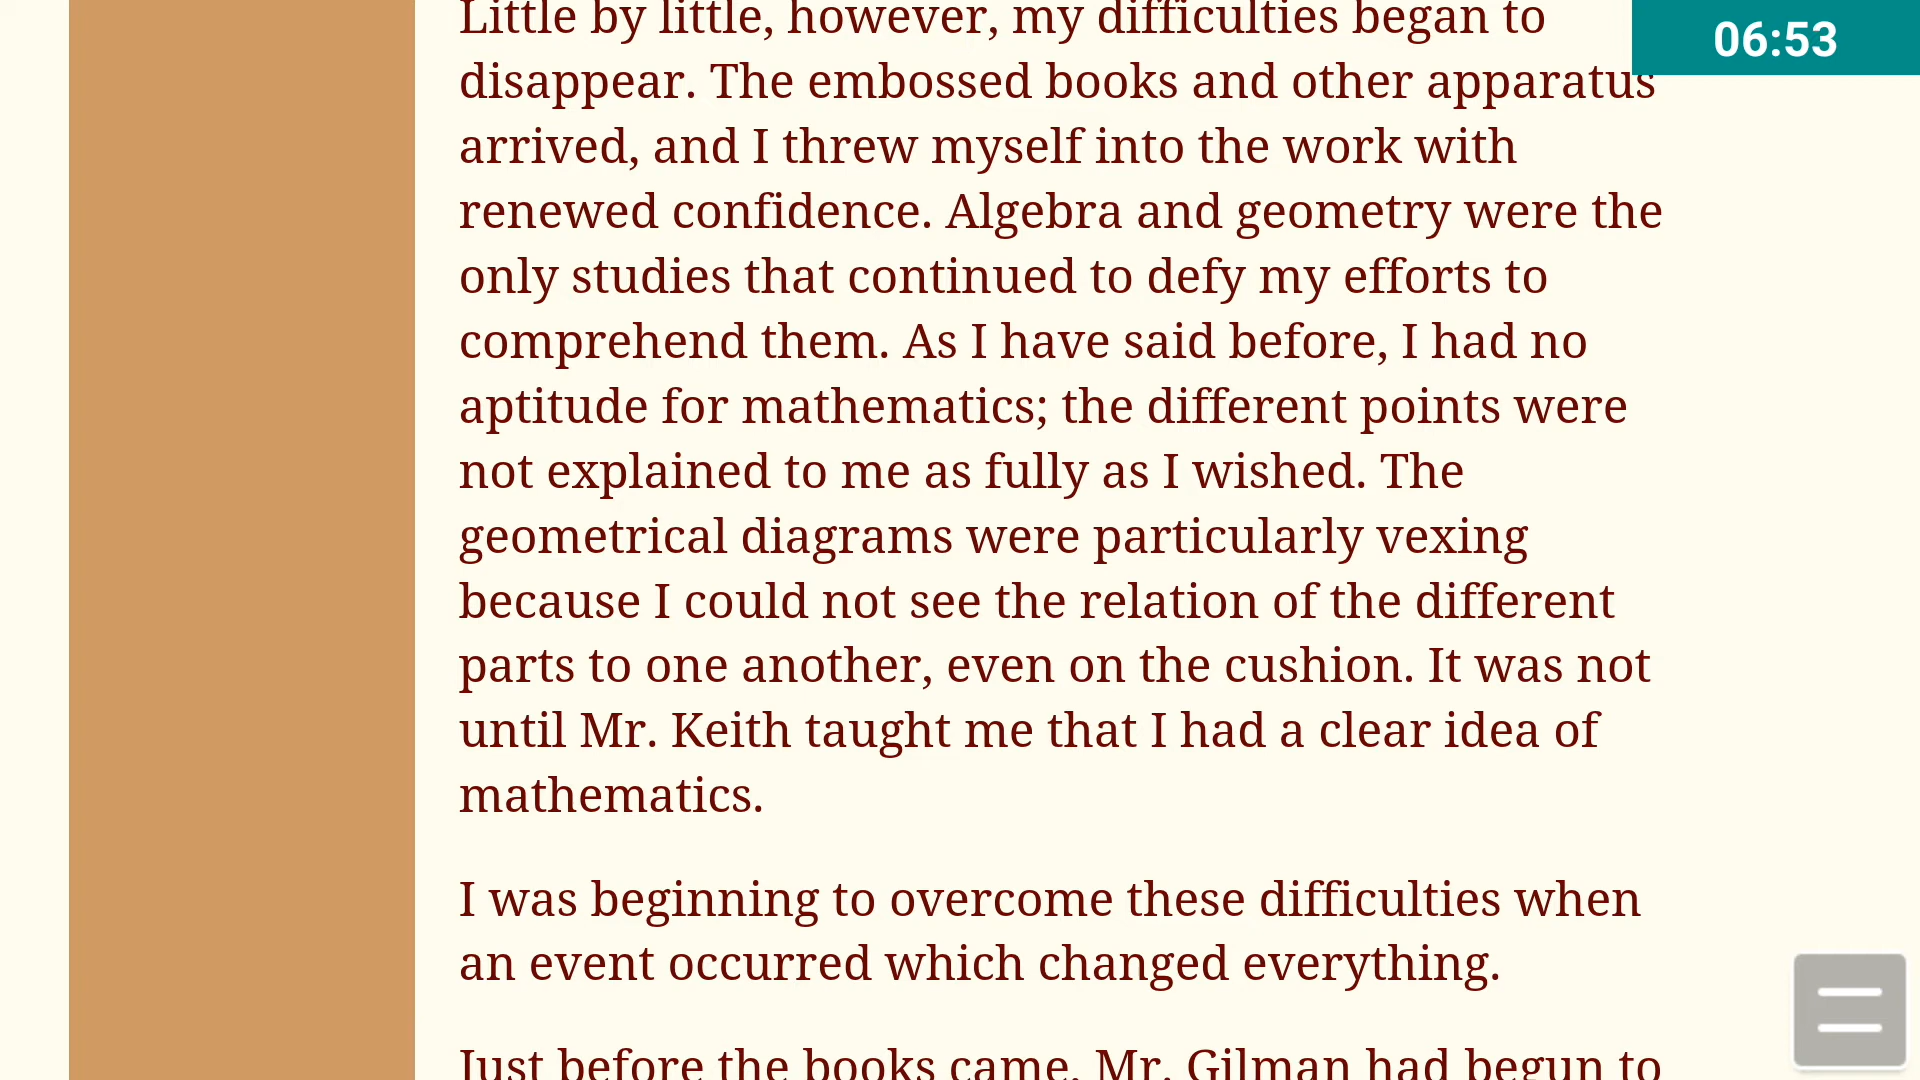 Little by little, however, my difficulties began to
06:53
disappear. The embossed books and other apparatus
arrived, and I threw myself into the work with
renewed confidence. Algebra and geometry were the
only studies that continued to defy my efforts to
comprehend them. As I have said before, I had no
aptitude for mathematics; the different points were
not explained to me as fully as I wished. The
geometrical diagrams were particularly vexing
because I could not see the relation of the different
parts to one another, even on the cushion. It was not
until Mr. Keith taught me that I had a clear idea of
mathematics.
I was beginning to overcome these difficulties when
an event occurred which changed everything.
Just before the books came, Mr. Gilman had begun to